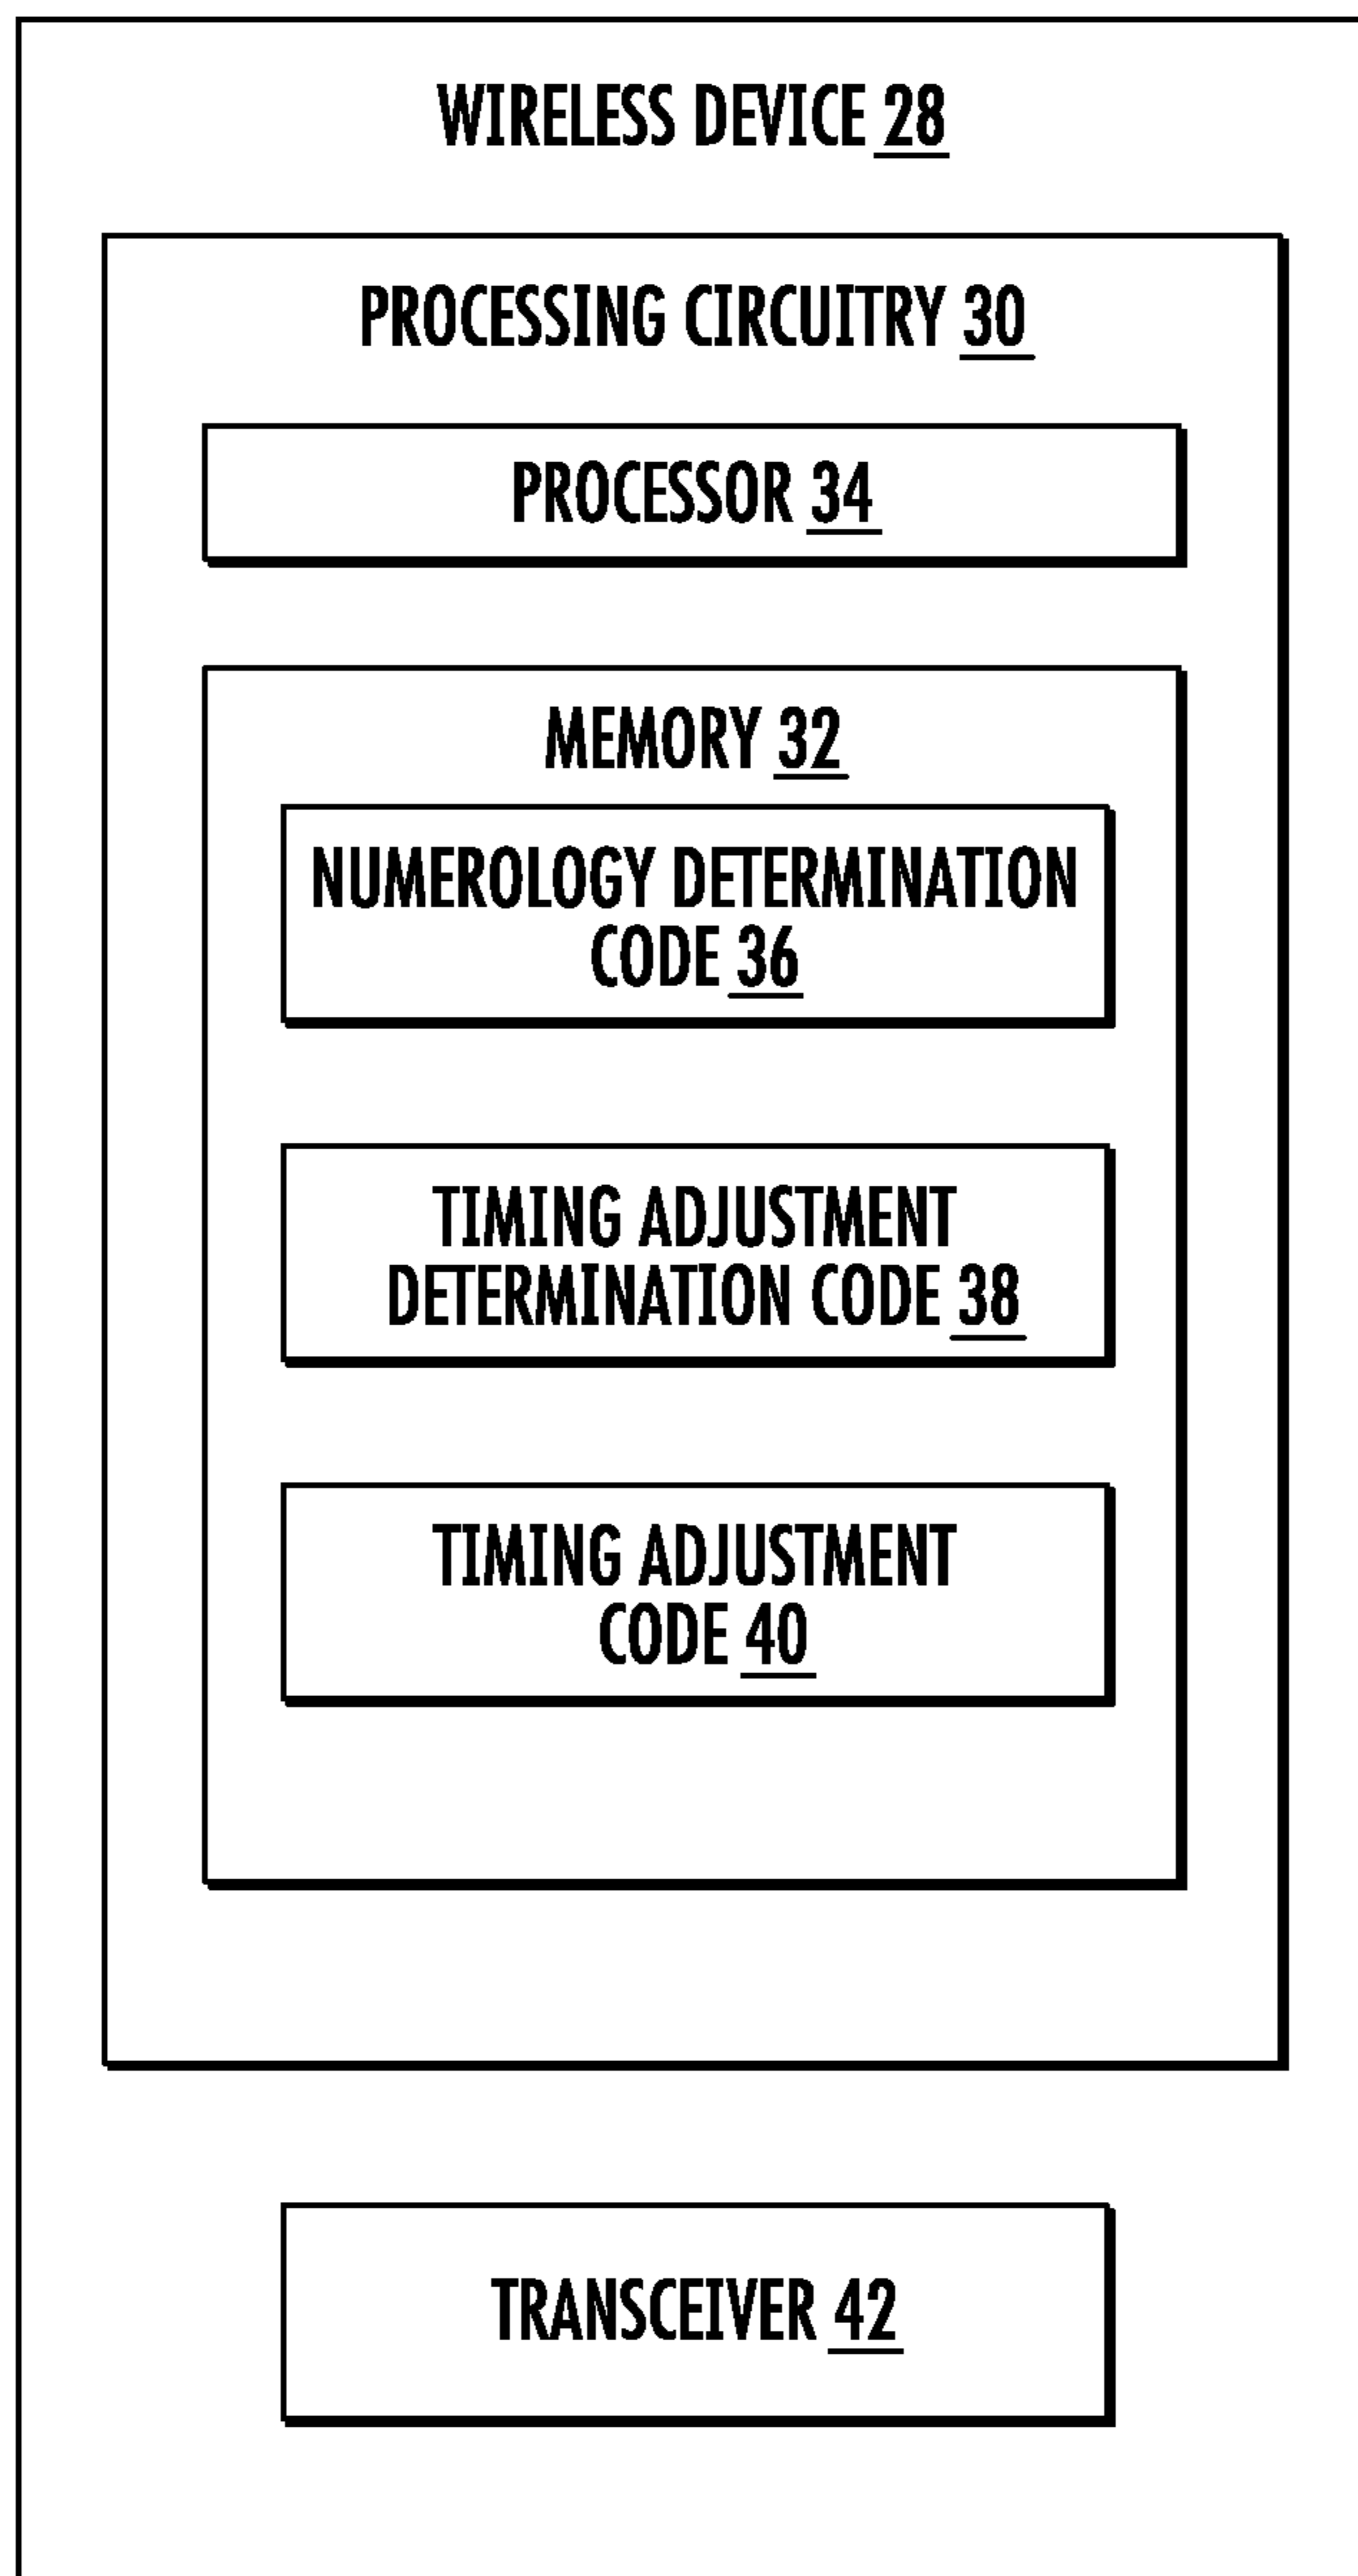 WIRELESS DEVICE 28
PROCESSING CIRCUITRY 30
PROCESSOR 34
MEMORY 32
NUMEROLOGY DETERMINATION
CODE 36
TIMING ADJUSTMENT
DETERMINATION CODE 38
TIMING ADJUSTMENT
CODE 40
TRANSCEIVER 42